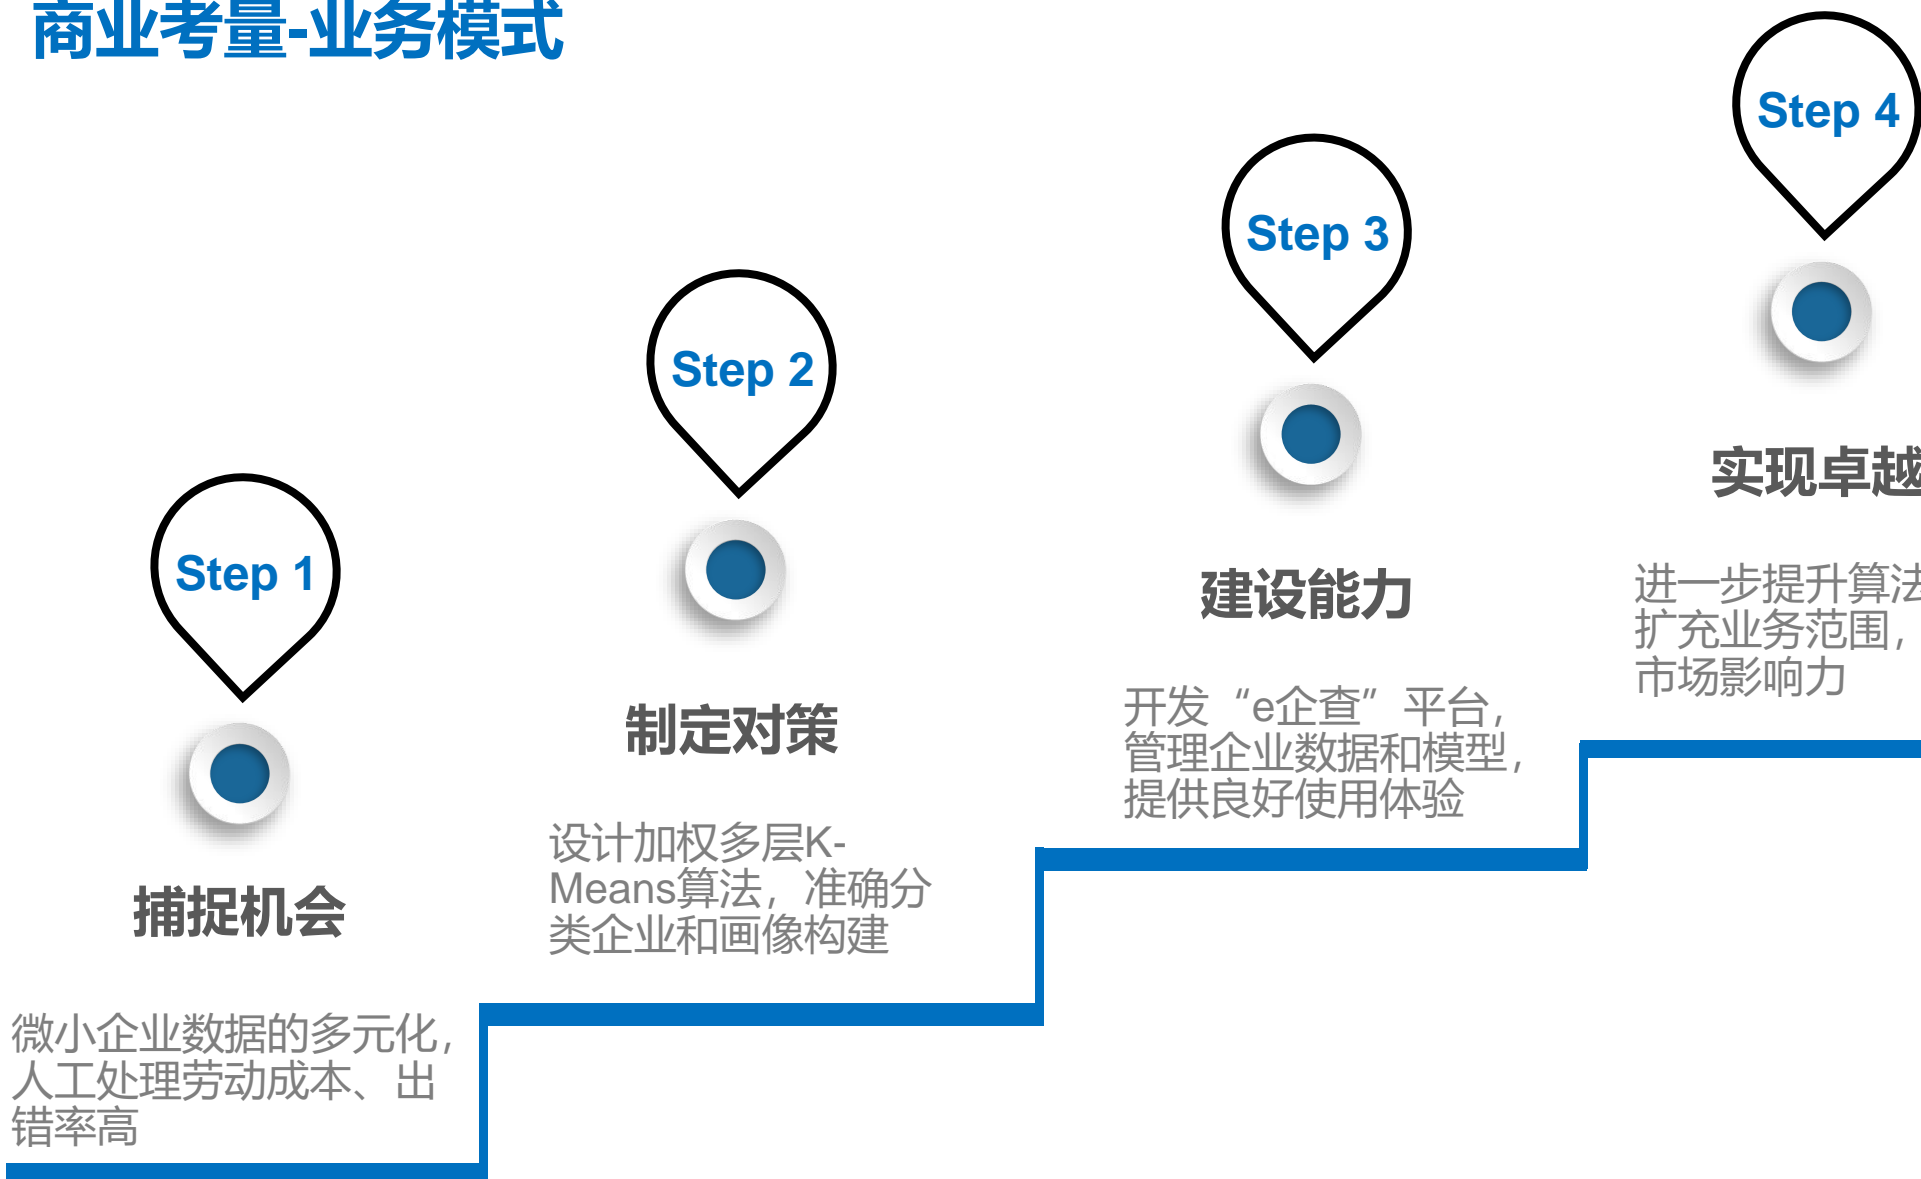 商业考量-业务模式
Step 1
捕捉机会
微小企业数据的多元化，
人工处理劳动成本、出
错率高
Step 2
制定对策
设计加权多层K-
Means算法，准确分
类企业和画像构建
Step 3
建设能力
开发“e企查”平台，
管理企业数据和模型，
提供良好使用体验
Step 4
实现卓越
进一步提升算法
扩充业务范围，
市场影响力